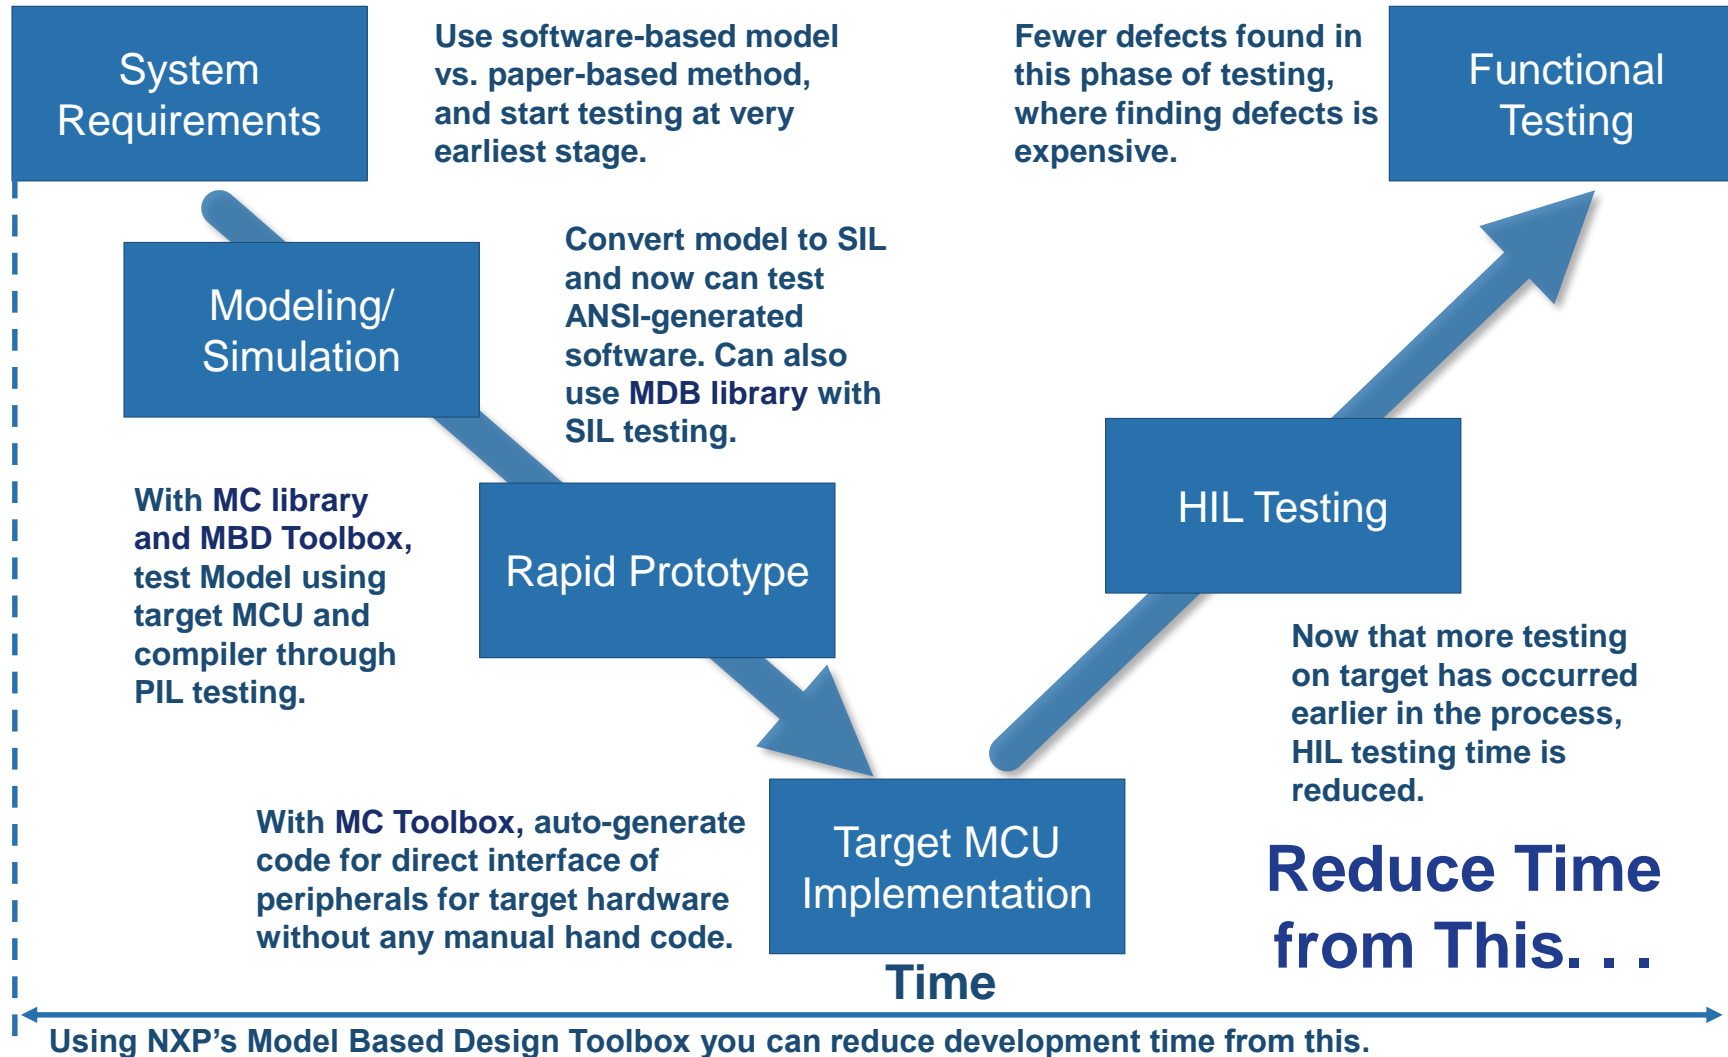 System
Requirements
Use software-based model
vs. paper-based method,
and start testing at very
earliest stage.
Fewer defects found in
this phase of testing,
where finding defects is
expensive.
Functional
Testing
Modeling/
Simulation
Convert model to SIL
and now can test
ANSI-generated
software. Can also
use MDB library with
SIL testing.
With MC library
and MBD Toolbox,
test Model using
target MCU and
compiler through
PIL testing.
Rapid Prototype
HIL Testing
Now that more testing
on target has occurred
earlier in the process,
HIL testing time is
reduced.
With MC Toolbox, auto-generate
code for direct interface of
peripherals for target hardware
without any manual hand code.
Target MCU
Implementation
Reduce Time
from This. . .
Time
Using NXP's Model Based Design Toolbox you can reduce development time from this.